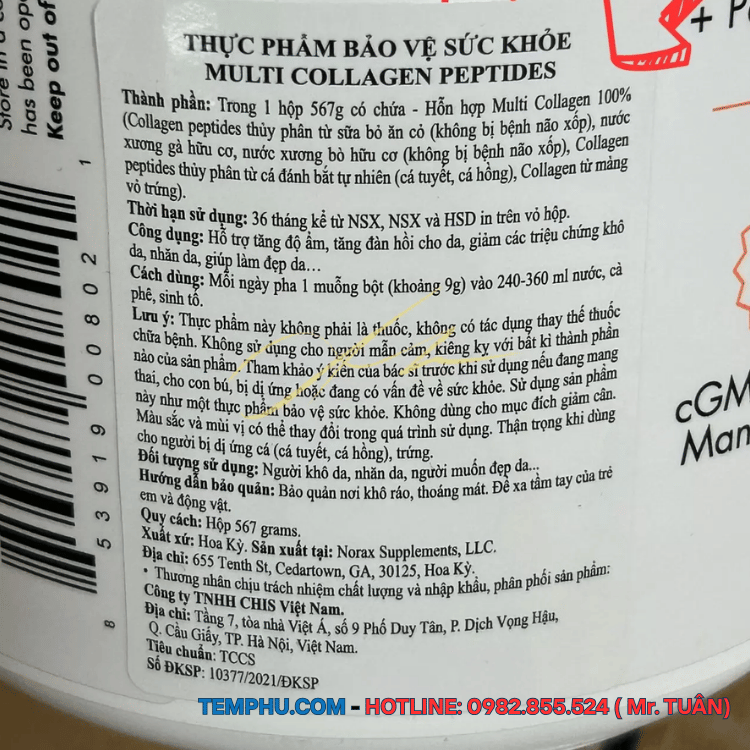 THỰC PHẨM BẢO VỆ SỨC KHỎE
MULTI COLLAGEN PEPTIDES
Thành phần: Trong 1 hộp 567g có chứa - Hỗn hợp Multi Collagen 100%
(Collagen peptides thủy phân từ sữa bò ăn cỏ (không bị bệnh não xốp), nước
xương gà hữu cơ, nước xương bò hữu cơ (không bị bệnh não xốp), Collagen
peptides thủy phân từ cá đánh bắt tự nhiên (cá tuyết, cá hồng), Collagen từ màng
vỏ trứng).
Thời hạn sử dụng: 36 tháng kể từ NSX, NSX và HSD in trên vỏ hộp.
Công dụng: Hỗ trợ tăng độ ẩm, tăng đàn hồi cho da, giảm các triệu chứng khô
da, nhăn da, giúp làm đẹp da...
Cách dùng: Mỗi ngày pha 1 muỗng bột (khoảng 9g) vào 240-360 ml nước, cà
phê, sinh tố.
Lưu ý: Thực phẩm này không phải là thuốc, không có tác dụng thay thế thuốc
chữa bệnh. Không sử dụng cho người mẫn cảm, kiêng kỵ với bất kì thành phần
nào của sản phẩm. Tham khảo ý kiến của bác sĩ trước khi sử dụng nếu đang mang
thai, cho con bú, bị dị ứng hoặc đang có vấn đề về sức khỏe. Sử dụng sản phẩm
này như một thực phẩm bảo vệ sức khỏe. Không dùng cho mục đích giảm cân.
Màu sắc và mùi vị có thể thay đổi trong quá trình sử dụng. Thận trọng khi dùng
cho người bị dị ứng cá (cá tuyết, cá hồng), trứng.
Đối tượng sử dụng: Người khô da, nhăn da, người muốn đẹp da...
Hướng dẫn bảo quản: Bảo quản nơi khô ráo, thoáng mát. Để xa tầm tay của trẻ
em và động vật.
Quy cách: Hộp 567 grams.
Xuất xứ: Hoa Kỳ. Sản xuất tại: Norax Supplements, LLC.
Địa chỉ: 655 Tenth St, Cedartown, GA, 30125, Hoa Kỳ.
• Thương nhân chịu trách nhiệm chất lượng và nhập khẩu, phân phối sản phẩm:
Công ty TNHH CHIS Việt Nam.
Địa chỉ: Tầng 7, tòa nhà Việt Á, số 9 Phố Duy Tân, P. Dịch Vọng Hậu,
Q. Cầu Giấy, TP. Hà Nội, Việt Nam.
Tiêu chuẩn: TCCS
Số ĐKSP: 10377/2021/ĐKSP
Store in a
has been
Keep out of
8 53919 00802 1
+
cGM
Man
TEMPHU.COM - HOTLINE: 0982.855.524 ( Mr. TUÂN)